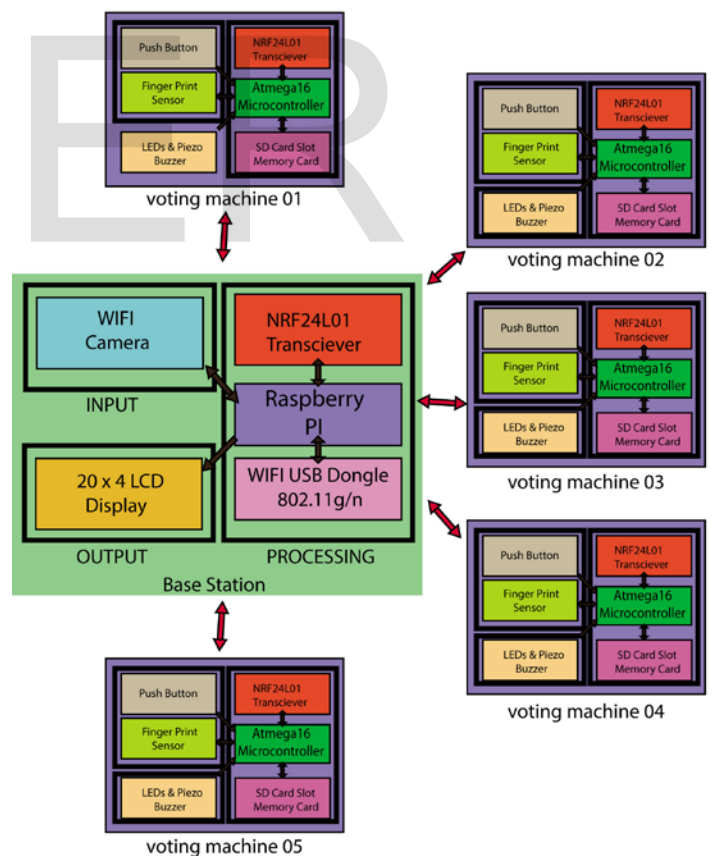 ER
Push Button
NRF24L01
Transciever
Finger Print
Sensor
Atmega16
Microcontroller
LEDs & Piezo
Buzzer
SD Card Slot
Memory Card
voting machine 01
Push Button
NRF24L01
Transciever
Finger Print
Sensor
Atmega16
Microcontroller
LEDs & Piezo
Buzzer
SD Card Slot
Memory Card
voting machine 02
WIFI
Camera
INPUT
NRF24L01
Transciever
Raspberry
PI
20 x 4 LCD
Display
OUTPUT
WIFI USB Dongle
802.11g/n
PROCESSING
Base Station
Push Button
NRF24L01
Transciever
Finger Print
Sensor
Atmega16
Microcontroller
LEDs & Piezo
Buzzer
SD Card Slot
Memory Card
voting machine 03
Push Button
NRF24L01
Transciever
Finger Print
Sensor
Atmega16
Microcontroller
LEDs & Piezo
Buzzer
SD Card Slot
Memory Card
voting machine 04
Push Button
NRF24L01
Transciever
Finger Print
Sensor
Atmega16
Microcontroller
LEDs & Piezo
Buzzer
SD Card Slot
Memory Card
voting machine 05